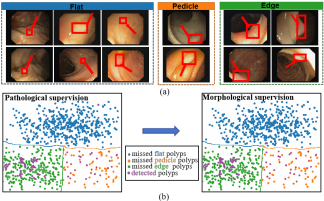 Flat
Pedicle
Edge
(a)
Pathological supervision
Morphological supervision
missed flat polyps
missed pedicle polyps
missed edge polyps
detected polyps
(b)